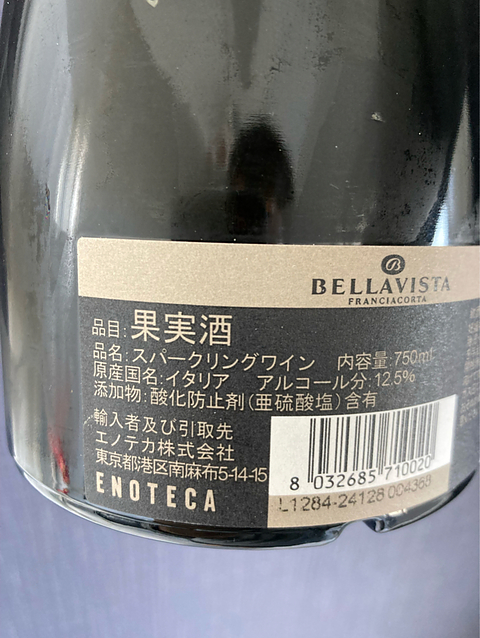 B
BELLAVISTA
FRANCIACORTA
品目:果実酒
品名:スパークリングワイン 内容量:750ml
原産国名:イタリア アルコール分:12.5%
添加物:酸化防止剤(亜硫酸塩)含有
輸入者及び引取先
エノテカ株式会社
東京都港区南麻布5-14-15
ENOTECA
8 032685 710020
L1284-24128 004368